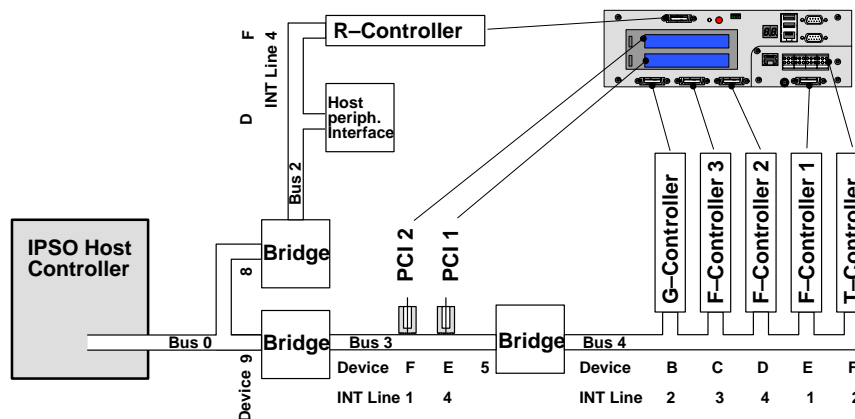 F
D
INT Line 4
R–Controller
Host
periph.
Interface
Bus 2
IPSO Host
Controller
Bridge
8
Bus 0
Device 9
Bridge
Bus 3
PCI 2
PCI 1
Bridge
Bus 4
G–Controller
F–Controller 3
F–Controller 2
F–Controller 1
T–Controller
Device F E 5
INT Line 1 4
Device B C D E F
INT Line 2 3 4 1 2